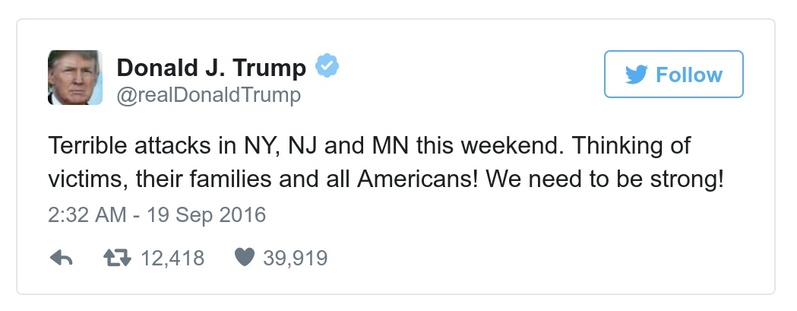 Donald J. Trump
@realDonaldTrump
Follow
Terrible attacks in NY, NJ and MN this weekend. Thinking of
victims, their families and all Americans! We need to be strong!
2:32 AM - 19 Sep 2016
12,418 39,919